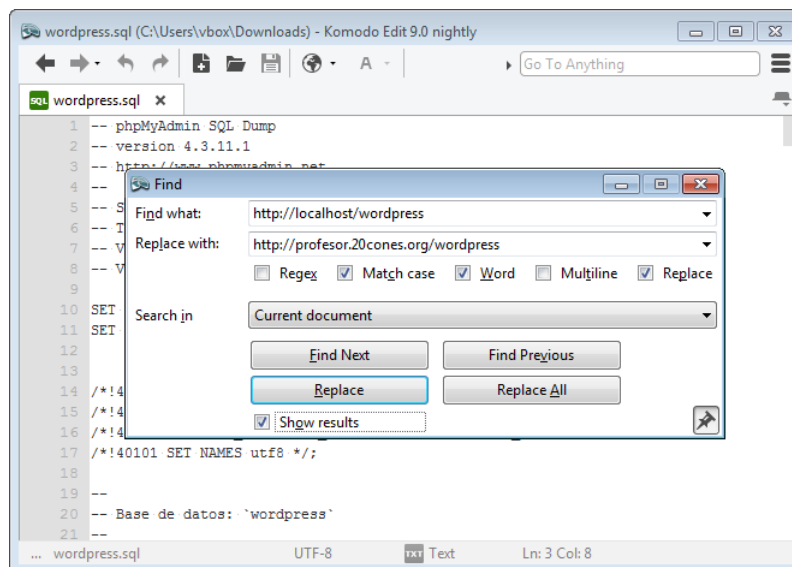 wordpress.sql (C:\Users\vbox\Downloads) - Komodo Edit 9.0 nightly
A
Go To Anything
SQL wordpress.sql
1 -- phpMyAdmin SQL Dump
2 -- version 4.3.11.1
3 -- http://www.phpmyadmin.net
4 --
Find
5 -- S
Find what: http://localhost/wordpress
6 -- T
7 -- V
Replace with: http://profesor.20cones.org/wordpress
8 -- V
Regex Match case Word Multiline Replace
9
10 SET
Search in Current document
11 SET
12
Find Next Find Previous
13
14 /*!4
Replace Replace All
15 /*!4
16 /*!4
Show results
17 /*!40101 SET NAMES utf8 */;
18
19 --
20 -- Base de datos: `wordpress`
21 --
... wordpress.sql UTF-8 TXT Text Ln: 3 Col: 8